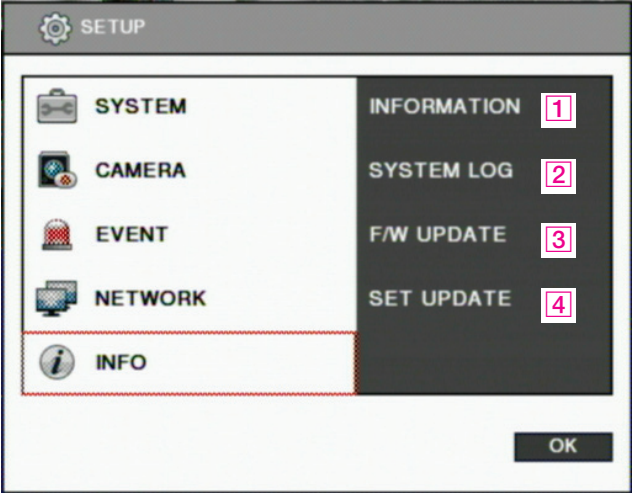 SETUP
SYSTEM
CAMERA
EVENT
NETWORK
INFO
INFORMATION 1
SYSTEM LOG 2
F/W UPDATE 3
SET UPDATE 4
OK